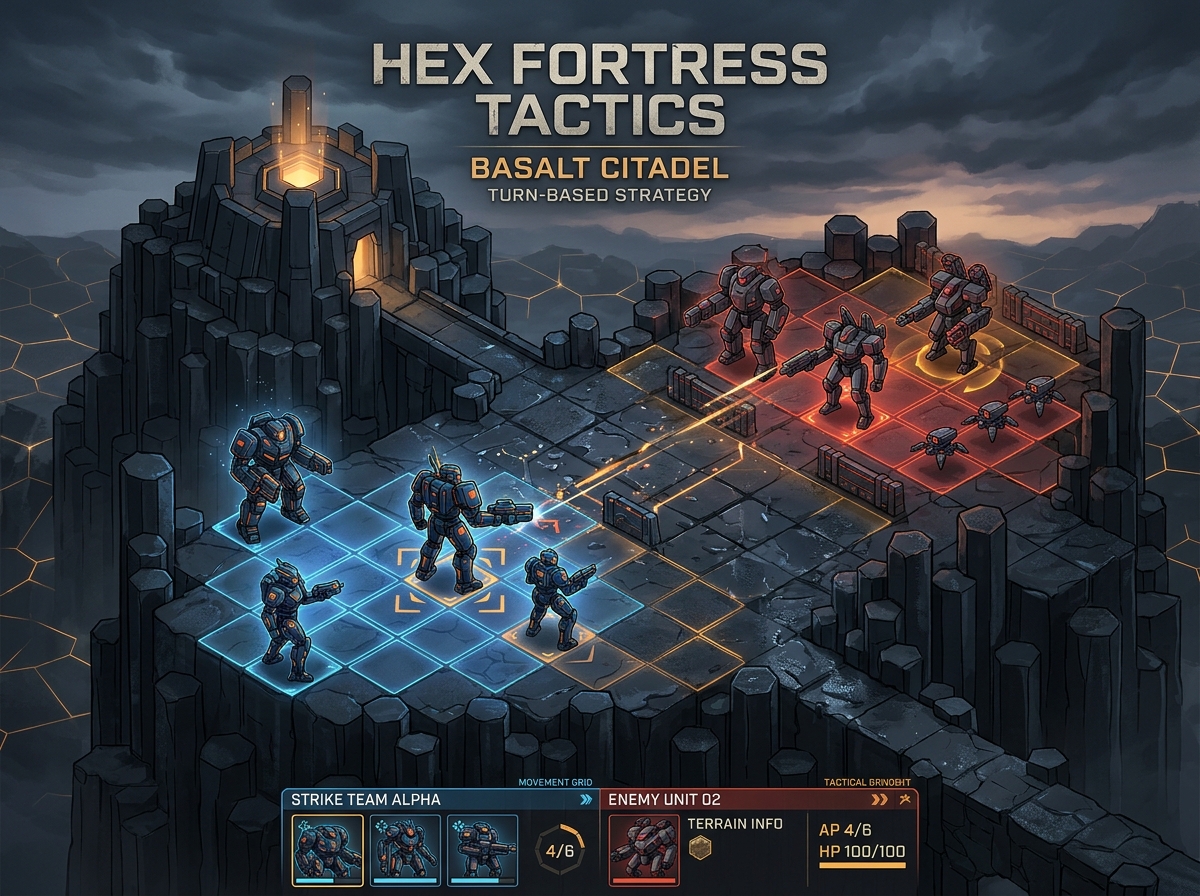 HEX FORTRESS
TACTICS
BASALT CITADEL
TURN-BASED STRATEGY
MOVEMENT GRID
TACTICAL
STRIKE TEAM ALPHA
ENEMY UNIT 02
TERRAIN INFO
4/6
AP 4/6
HP 100/100